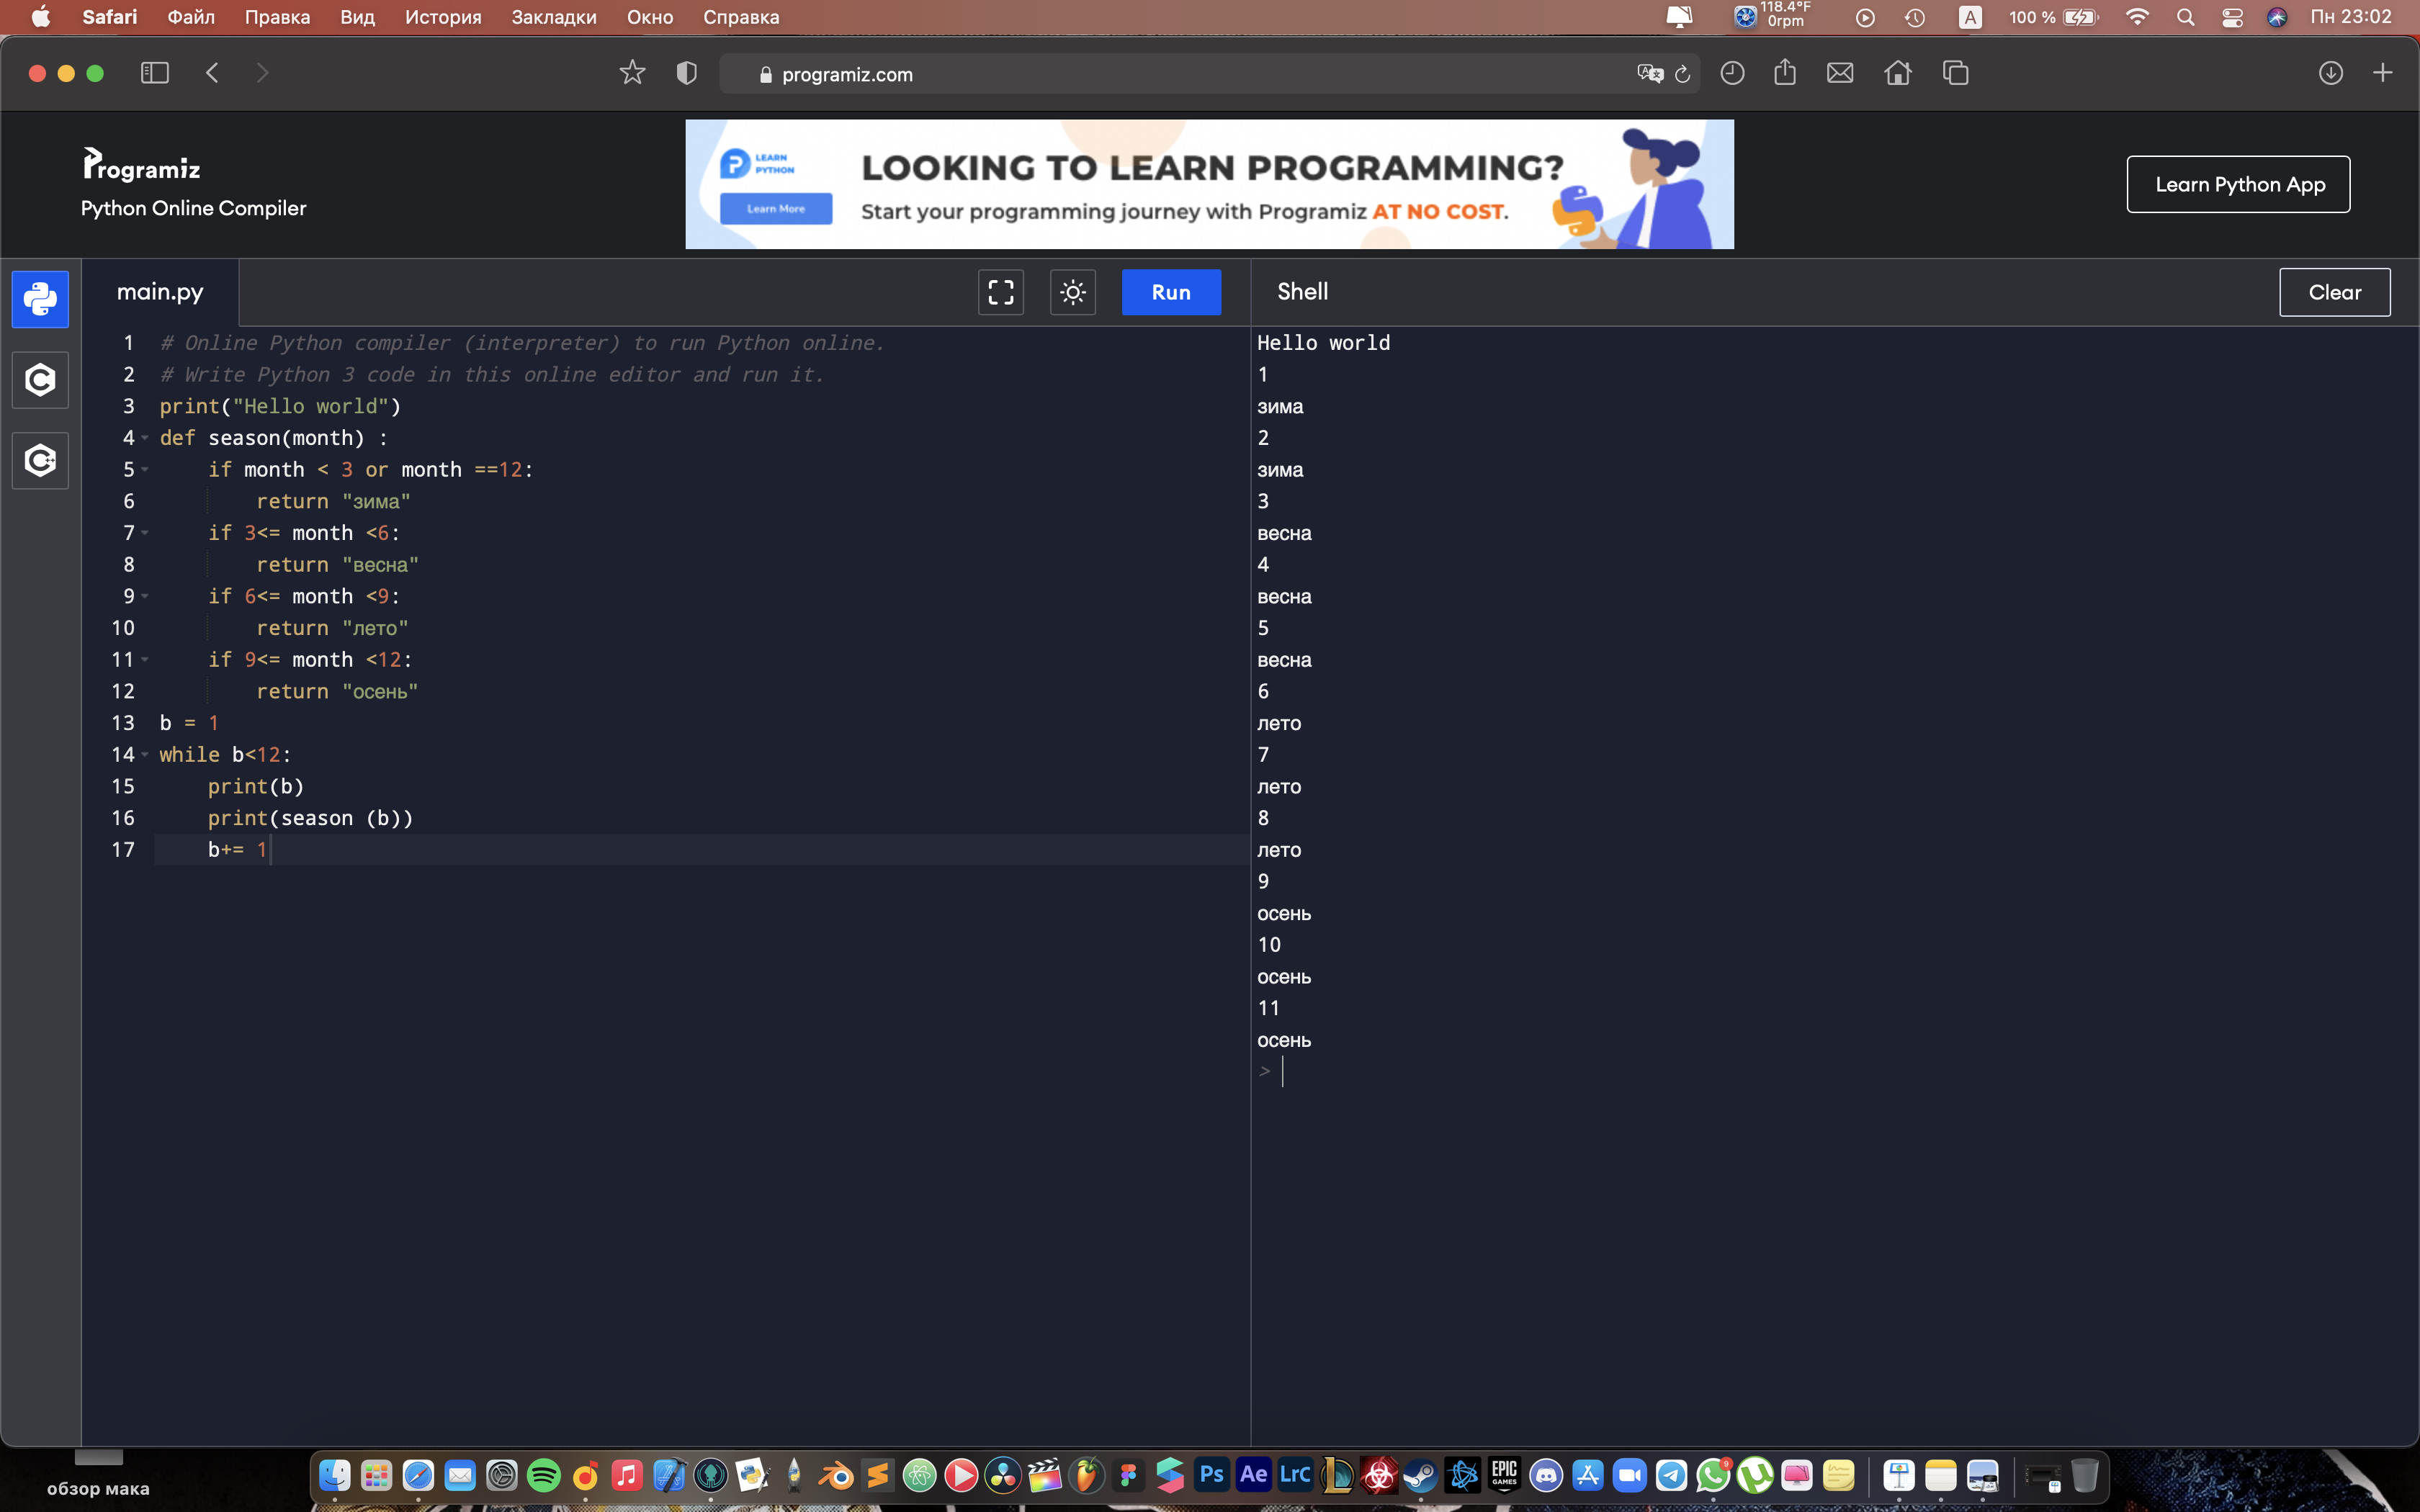 Safari Файл Правка Вид История Закладки Окно Справка 118.4°F 0rpm A 100 % Пн 23:02
programiz.com
Programiz
Python Online Compiler
LEARN PYTHON
Learn More
LOOKING TO LEARN PROGRAMMING?
Start your programming journey with Programiz AT NO COST.
Learn Python App
main.py
Run
Shell
Clear
1 # Online Python compiler (interpreter) to run Python online.
2 # Write Python 3 code in this online editor and run it.
3 print("Hello world")
4 def season(month) :
5     if month < 3 or month ==12:
6         return "зима"
7     if 3<= month <6:
8         return "весна"
9     if 6<= month <9:
10         return "лето"
11     if 9<= month <12:
12         return "осень"
13 b = 1
14 while b<12:
15     print(b)
16     print(season (b))
17     b+= 1
Hello world
1
зима
2
зима
3
весна
4
весна
5
весна
6
лето
7
лето
8
лето
9
осень
10
осень
11
осень
>
обзор мака
Ps Ae LrC EPIC GAMES 9